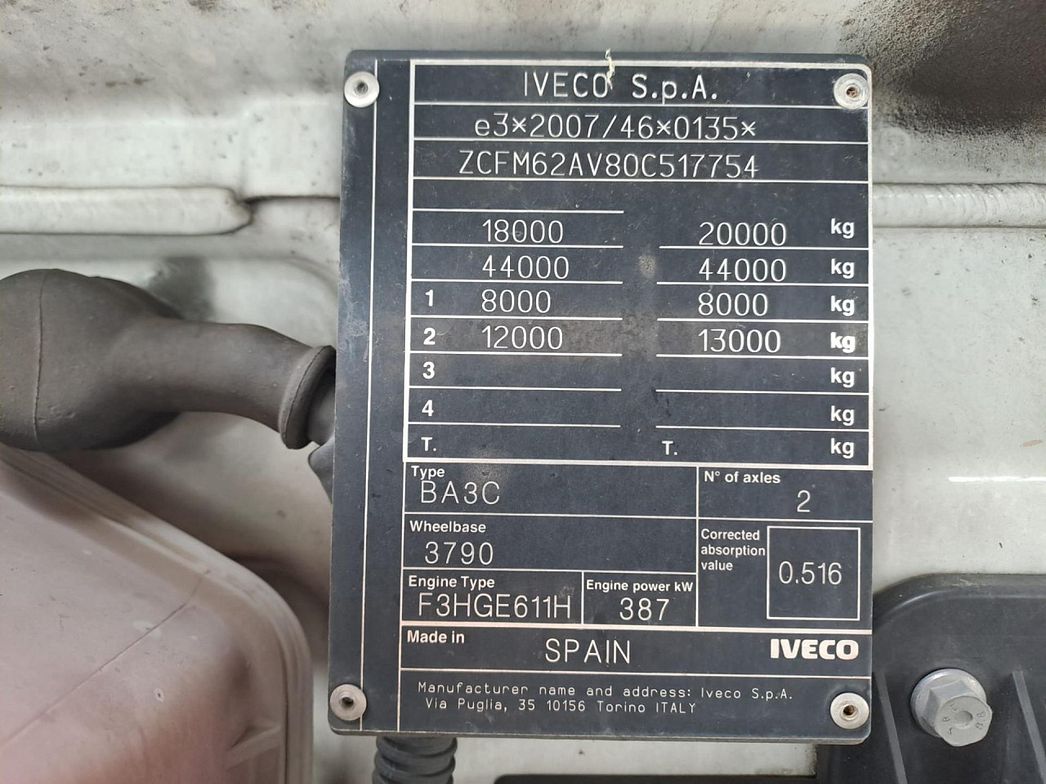 IVECO S.p.A.
e3*2007/46*0135*
ZCFM62AV80C517754
18000 20000 kg
44000 44000 kg
1 8000 8000 kg
2 12000 13000 kg
3 kg
4 kg
T. T. kg
Type
BA3C
N° of axles
2
Wheelbase
3790
Corrected
absorption
value
0.516
Engine Type
F3HGE611H
Engine power kW
387
Made in SPAIN IVECO
Manufacturer name and address: Iveco S.p.A.
Via Puglia, 35 10156 Torino ITALY